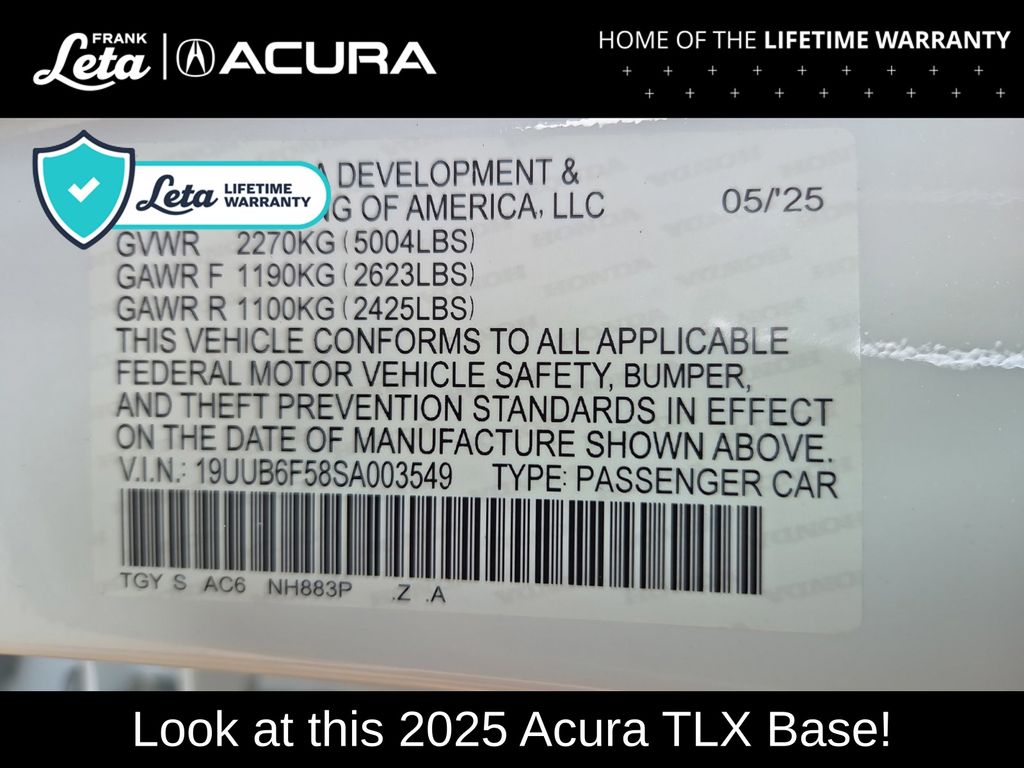 FRANK
Leta
ACURA
HOME OF THE LIFETIME WARRANTY
Leta LIFETIME
WARRANTY
A DEVELOPMENT &
NG OF AMERICA, LLC 05/'25
GVWR 2270KG (5004LBS)
GAWR F 1190KG (2623LBS)
GAWR R 1100KG (2425LBS)
THIS VEHICLE CONFORMS TO ALL APPLICABLE
FEDERAL MOTOR VEHICLE SAFETY, BUMPER,
AND THEFT PREVENTION STANDARDS IN EFFECT
ON THE DATE OF MANUFACTURE SHOWN ABOVE.
V.I.N.: 19UUB6F58SA003549 TYPE: PASSENGER CAR
TGY S AC6 NH883P .Z .A
Look at this 2025 Acura TLX Base!